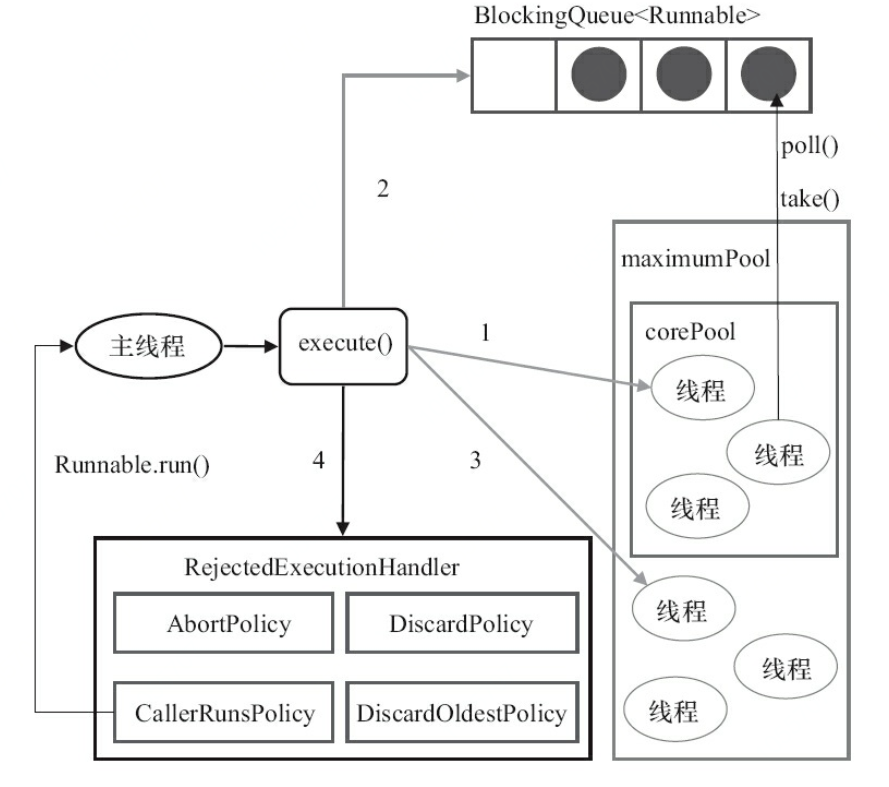 BlockingQueue<Runnable>
poll()
2
take()
maximumPool
corePool
主线程
execute()
1
线程
Runnable.run()
4
3
线程
线程
RejectedExecutionHandler
AbortPolicy
DiscardPolicy
线程
线程
CallerRunsPolicy
DiscardOldestPolicy
线程